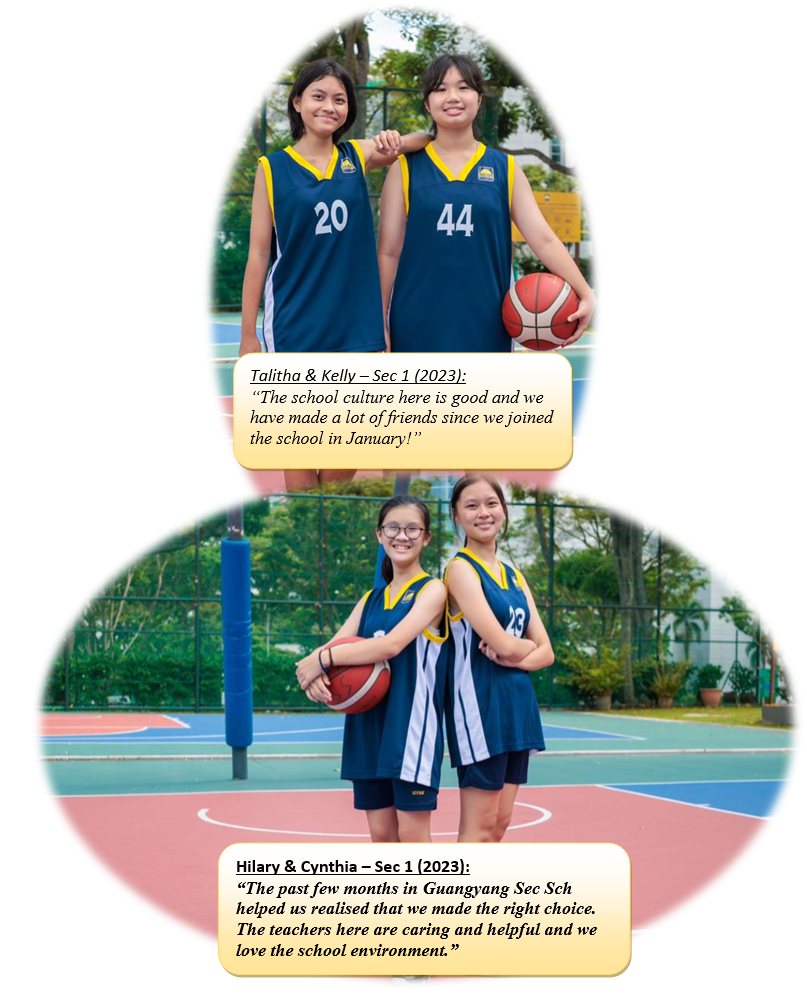 20
44
Talitha & Kelly – Sec 1 (2023):
“The school culture here is good and we
have made a lot of friends since we joined
the school in January!”
23
Hilary & Cynthia – Sec 1 (2023):
“The past few months in Guangyang Sec Sch
helped us realised that we made the right choice.
The teachers here are caring and helpful and we
love the school environment.”